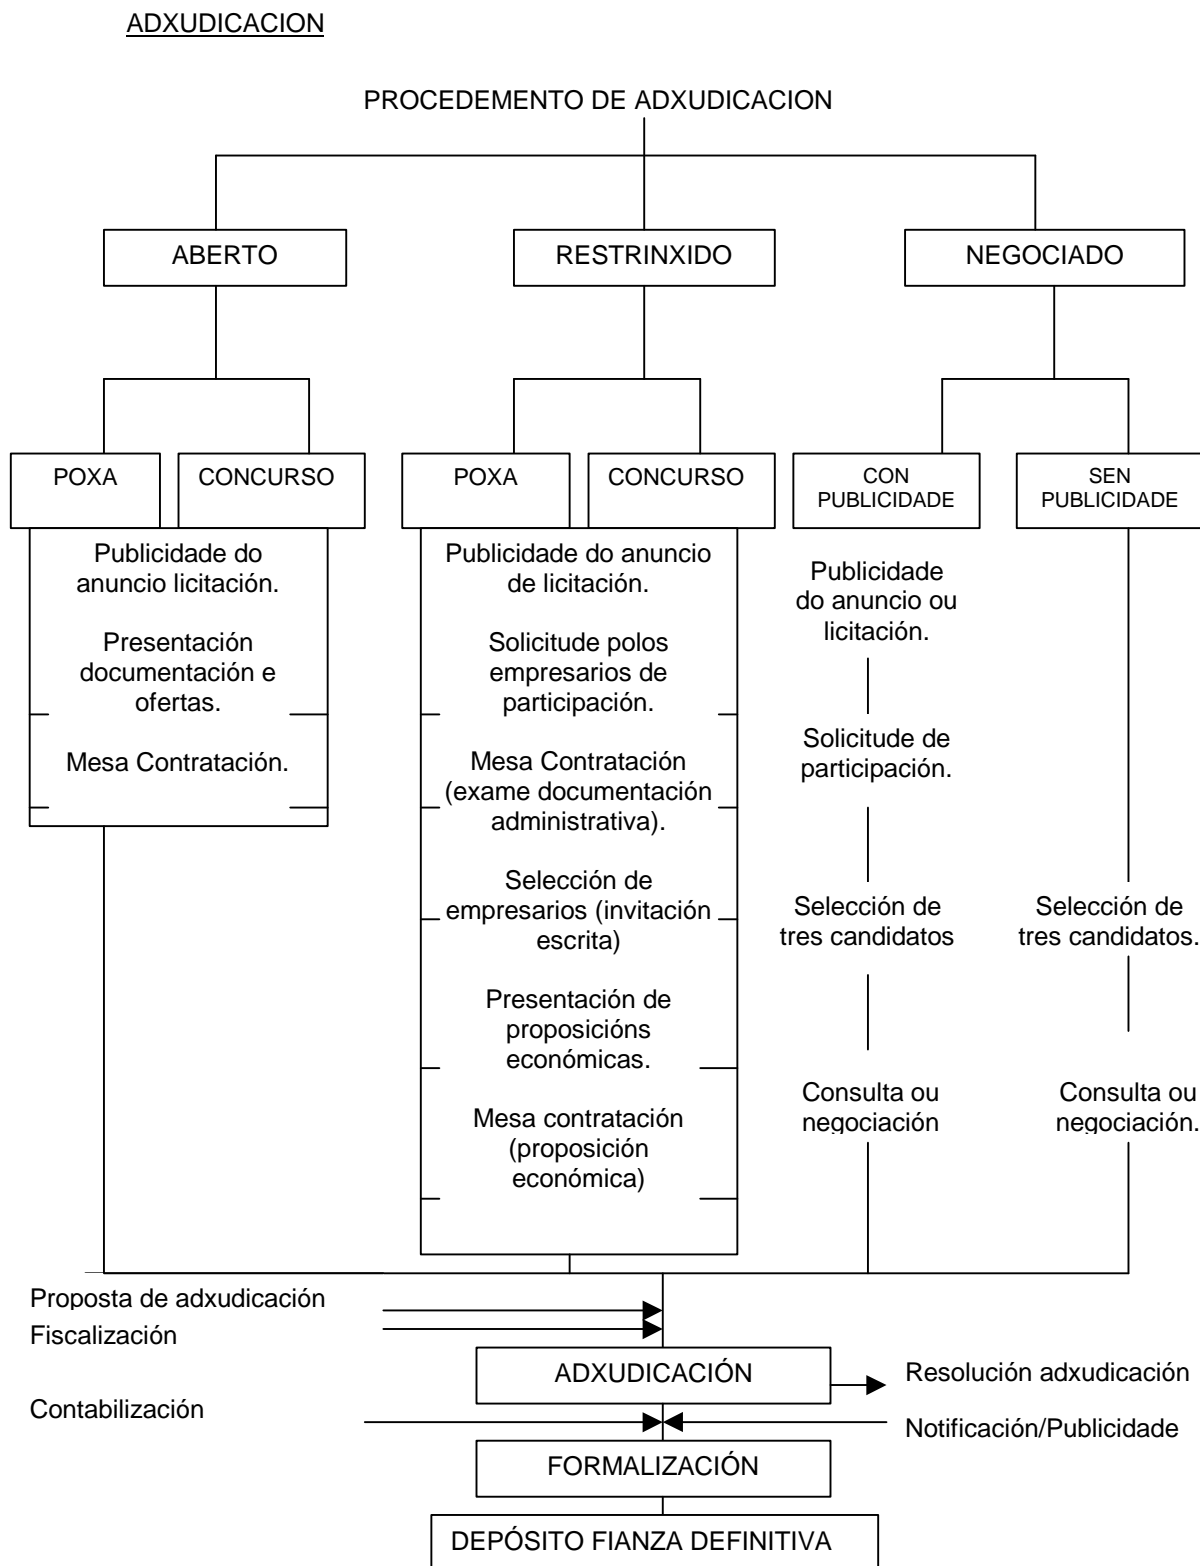 ADXUDICACION
PROCEDEMENTO DE ADXUDICACION
ABERTO
RESTRINXIDO
NEGOCIADO
POXA
CONCURSO
POXA
CONCURSO
CON
PUBLICIDADE
SEN
PUBLICIDADE
Publicidade do
anuncio licitación.
Presentación
documentación e
ofertas.
Mesa Contratación.
Publicidade do anuncio
de licitación.
Solicitude polos
empresarios de
participación.
Mesa Contratación
(exame documentación
administrativa).
Selección de
empresarios (invitación
escrita)
Presentación de
proposicións
económicas.
Mesa contratación
(proposición
económica)
Publicidade
do anuncio ou
licitación.
Solicitude de
participación.
Selección de
tres candidatos
Consulta ou
negociación
Selección de
tres candidatos.
Consulta ou
negociación.
Proposta de adxudicación
Fiscalización
ADXUDICACIÓN
Resolución adxudicación
Contabilización
Notificación/Publicidade
FORMALIZACIÓN
DEPÓSITO FIANZA DEFINITIVA